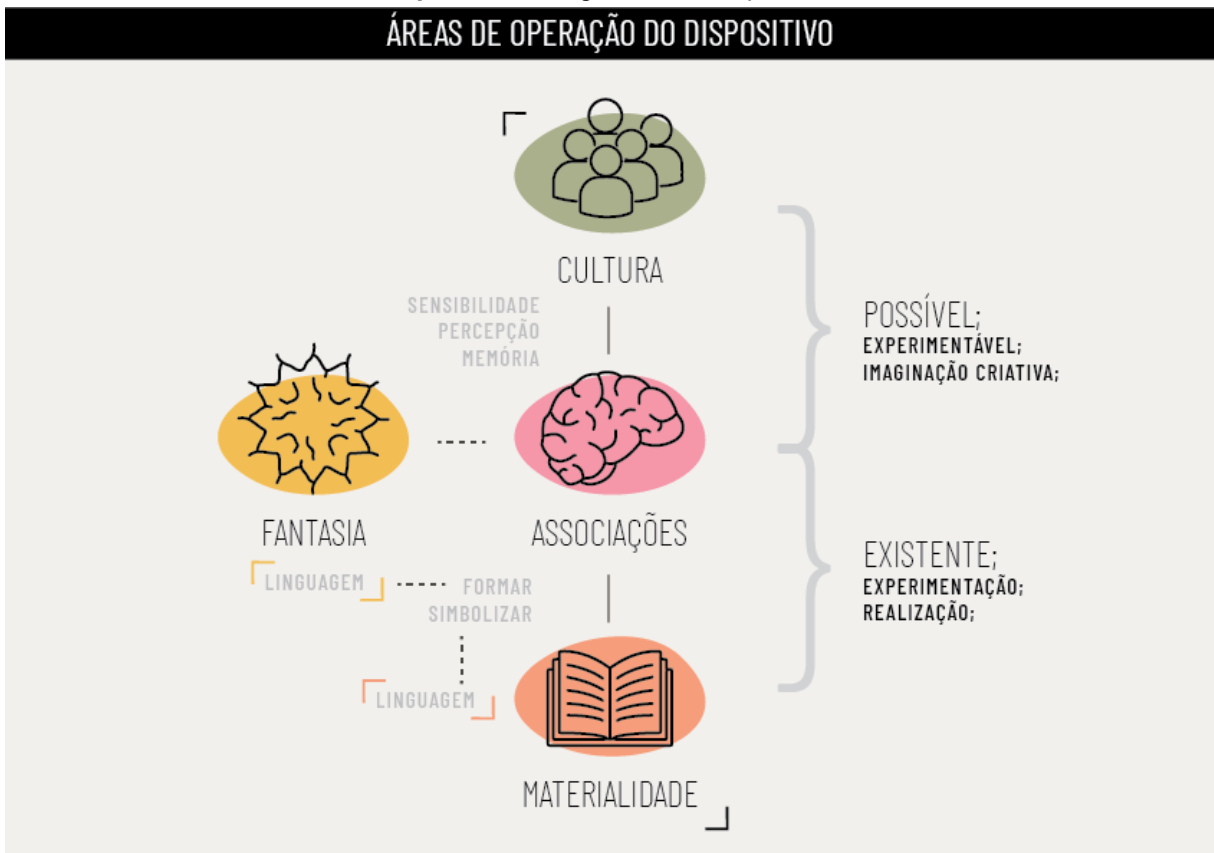 ÁREAS DE OPERAÇÃO DO DISPOSITIVO
CULTURA
SENSIBILIDADE
PERCEPÇÃO
MEMÓRIA
POSSÍVEL;
EXPERIMENTÁVEL;
IMAGINAÇÃO CRIATIVA;
FANTASIA
ASSOCIAÇÕES
LINGUAGEM
FORMAR
SIMBOLIZAR
EXISTENTE;
EXPERIMENTAÇÃO;
REALIZAÇÃO;
LINGUAGEM
MATERIALIDADE